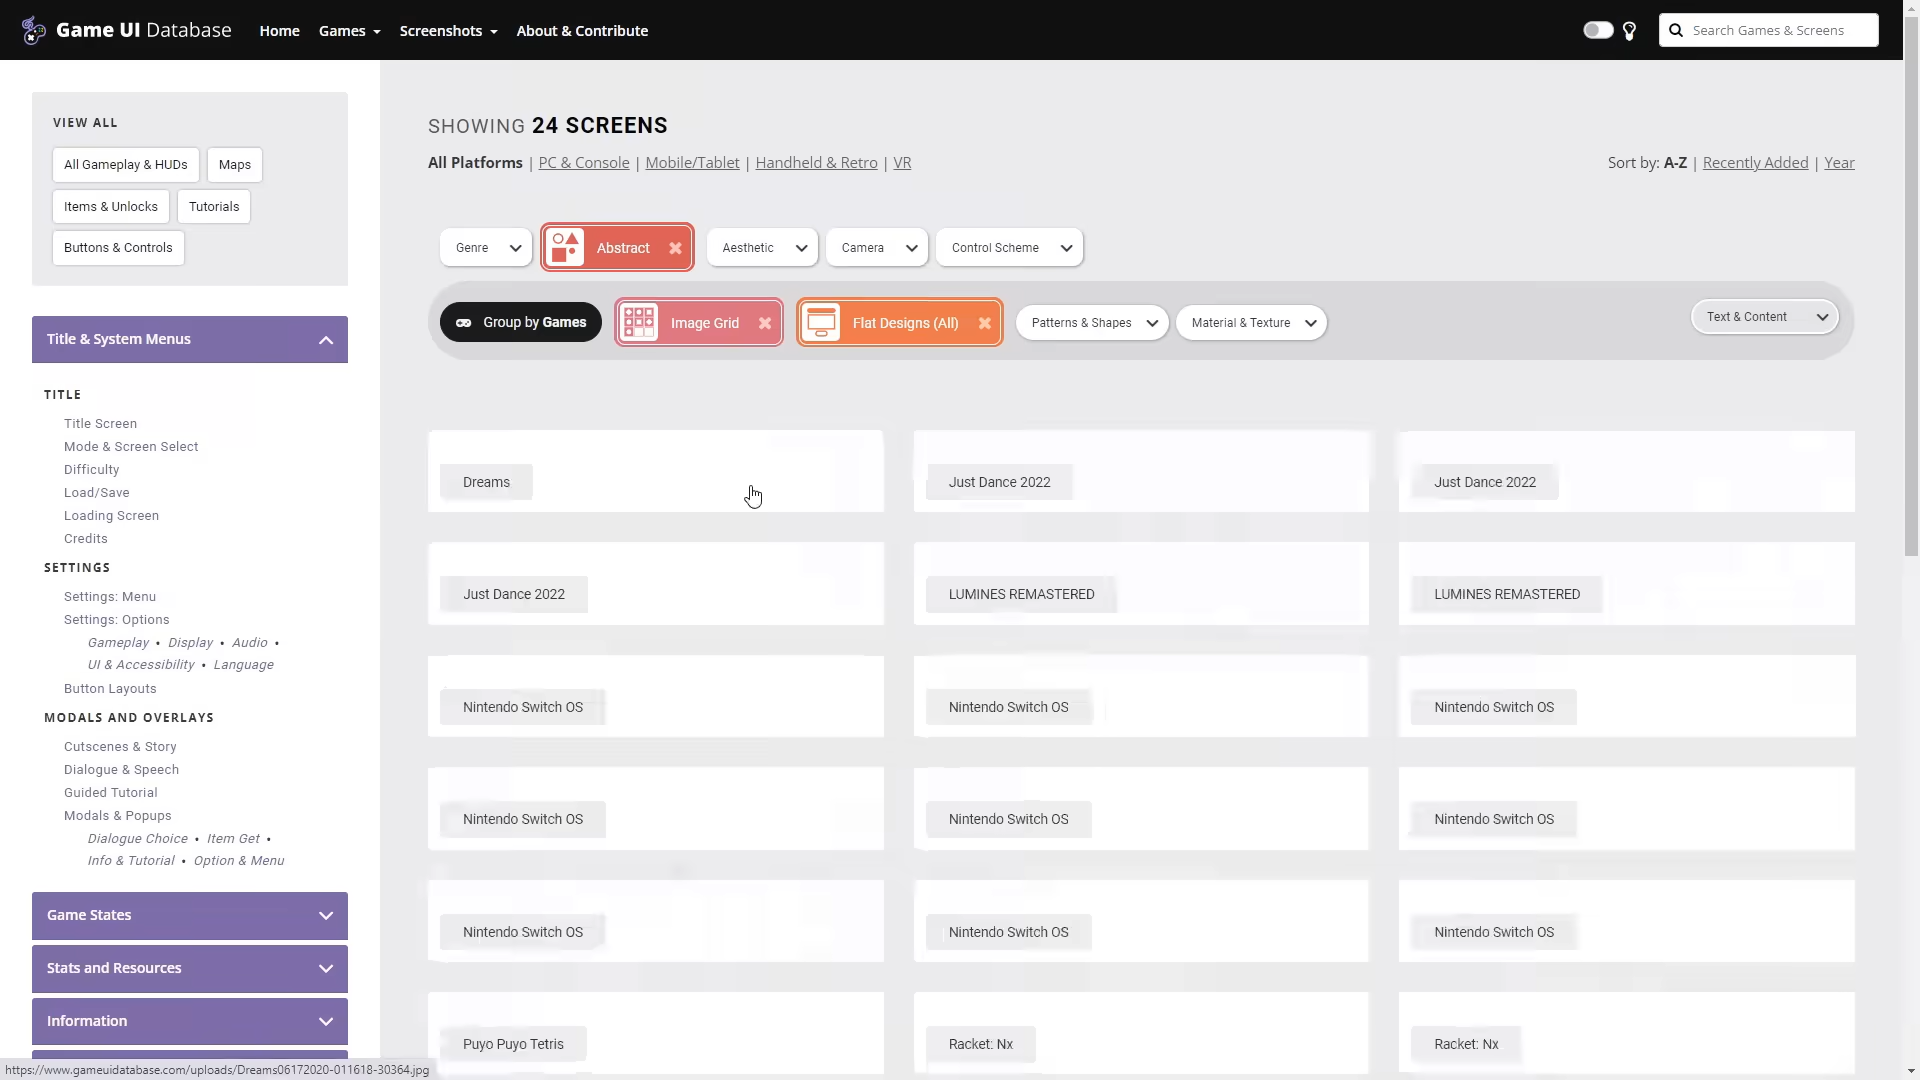 Game UI Database
Home
Games
Screenshots
About & Contribute
Search Games & Screens
VIEW ALL
All Gameplay & HUDs
Maps
Items & Unlocks
Tutorials
Buttons & Controls
Title & System Menus
TITLE
Title Screen
Mode & Screen Select
Difficulty
Load/Save
Loading Screen
Credits
SETTINGS
Settings: Menu
Settings: Options
Gameplay • Display • Audio •
UI & Accessibility • Language
Button Layouts
MODALS AND OVERLAYS
Cutscenes & Story
Dialogue & Speech
Guided Tutorial
Modals & Popups
Dialogue Choice • Item Get •
Info & Tutorial • Option & Menu
Game States
Stats and Resources
Information
SHOWING 24 SCREENS
All Platforms | PC & Console | Mobile/Tablet | Handheld & Retro | VR
Sort by: A-Z | Recently Added | Year
Genre
Abstract
Aesthetic
Camera
Control Scheme
Group by Games
Image Grid
Flat Designs (All)
Patterns & Shapes
Material & Texture
Text & Content
Dreams
Just Dance 2022
Just Dance 2022
Just Dance 2022
LUMINES REMASTERED
LUMINES REMASTERED
Nintendo Switch OS
Nintendo Switch OS
Nintendo Switch OS
Nintendo Switch OS
Nintendo Switch OS
Nintendo Switch OS
Nintendo Switch OS
Nintendo Switch OS
Nintendo Switch OS
Puyo Puyo Tetris
Racket: Nx
Racket: Nx
https://www.gameuidatabase.com/uploads/Dreams06172020-011618-30364.jpg